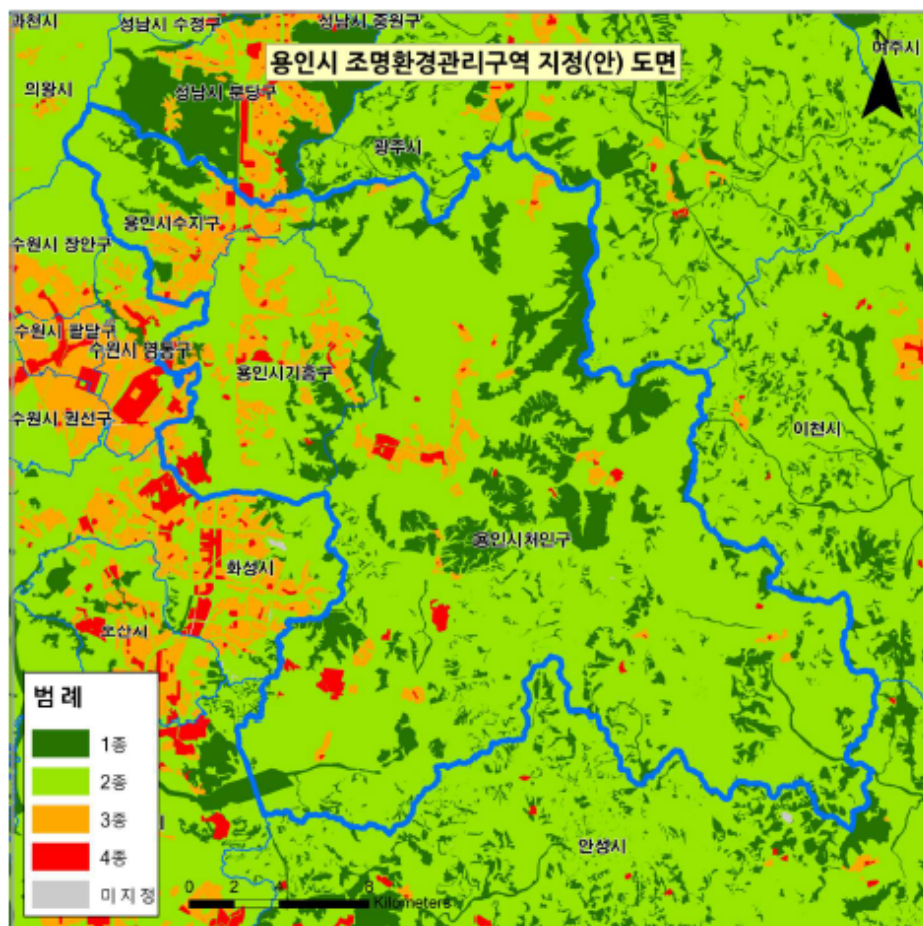 과천시
성남시 수정구
성남시 중원구
용인시 조명환경관리구역 지정(안) 도면
여주시
의왕시
성남시 분당구
광주시
용인시수지구
수원시 장안구
수원시 팔달구
수원시 영통구
용인시기흥구
수원시 권선구
이천시
용인시처인구
화성시
오산시
범 례
1종
2종
3종
4종
미지정
안성시
0 2 4 8
Kilometers